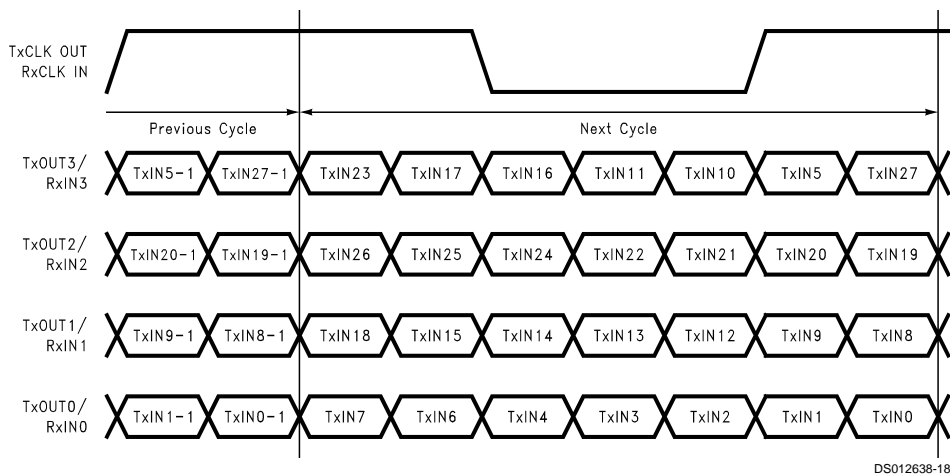 TxCLK OUT
RxCLK IN
Previous Cycle
Next Cycle
TxOUT3/
RxIN3
TxIN5-1 TxIN27-1 TxIN23 TxIN17 TxIN16 TxIN11 TxIN10 TxIN5 TxIN27
TxOUT2/
RxIN2
TxIN20-1 TxIN19-1 TxIN26 TxIN25 TxIN24 TxIN22 TxIN21 TxIN20 TxIN19
TxOUT1/
RxIN1
TxIN9-1 TxIN8-1 TxIN18 TxIN15 TxIN14 TxIN13 TxIN12 TxIN9 TxIN8
TxOUT0/
RxIN0
TxIN1-1 TxIN0-1 TxIN7 TxIN6 TxIN4 TxIN3 TxIN2 TxIN1 TxIN0
DS012638-18